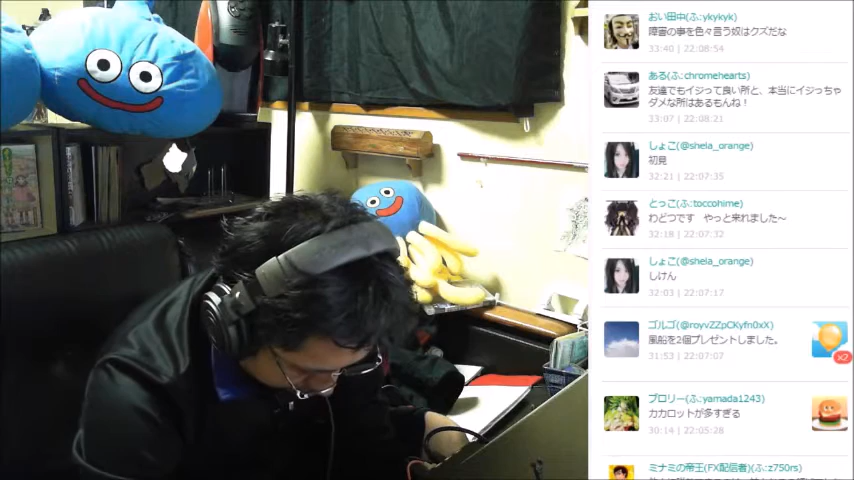 おい田中(ふ:ykykyk)
障害の事を色々言う奴はクズだな
33:40 | 22:08:54
ある(ふ:chromehearts)
友達でもイジって良い所と、本当にイジっちゃ
ダメな所はあるもんね！
33:07 | 22:08:21
しょこ(@shela_orange)
初見
32:21 | 22:07:35
とっこ(ふ:toccohime)
わどつです　やっと来れました～
32:18 | 22:07:32
しょこ(@shela_orange)
しけん
32:03 | 22:07:17
ゴルゴ(@royvZZpCKyfn0xX)
風船を2個プレゼントしました。
31:53 | 22:07:07
×2
ブロリー(ふ:yamada1243)
カカロットが多すぎる
30:14 | 22:05:28
ミナミの帝王(FX配信者)(ふ:z750rs)